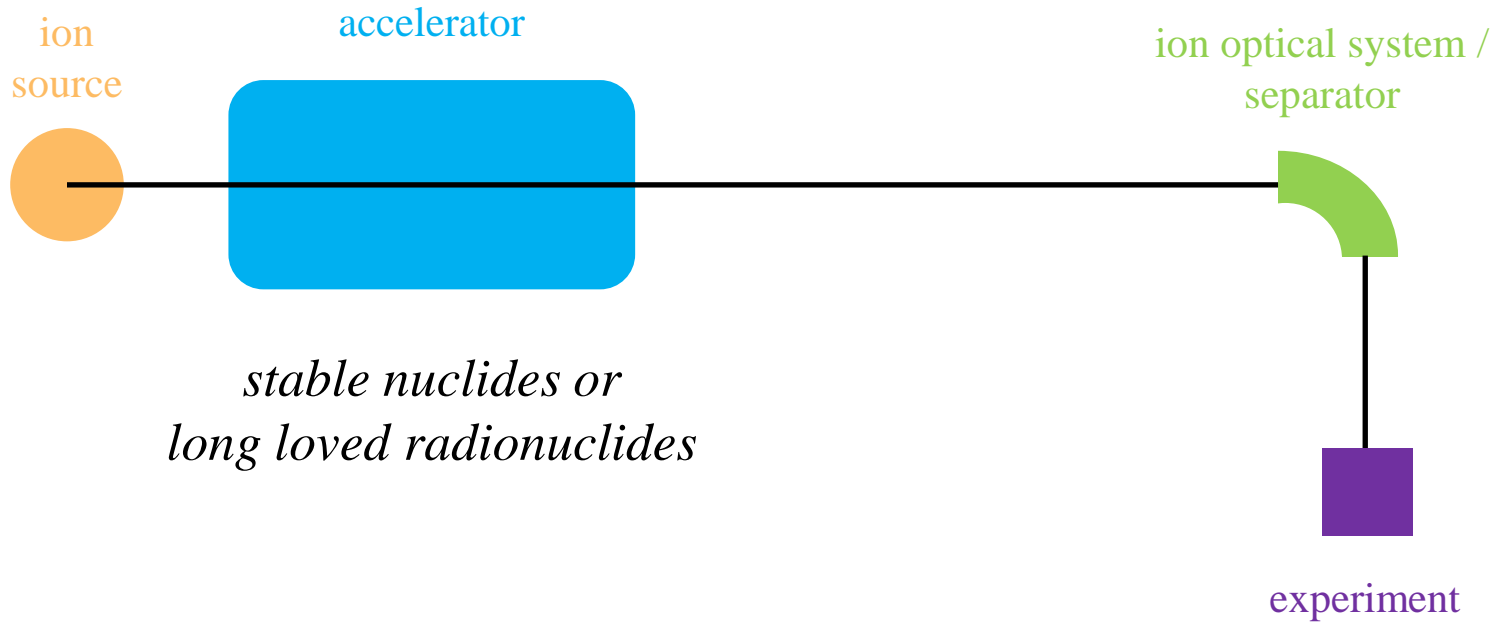 ion
source
accelerator
ion optical system /
separator
stable nuclides or
long loved radionuclides
experiment